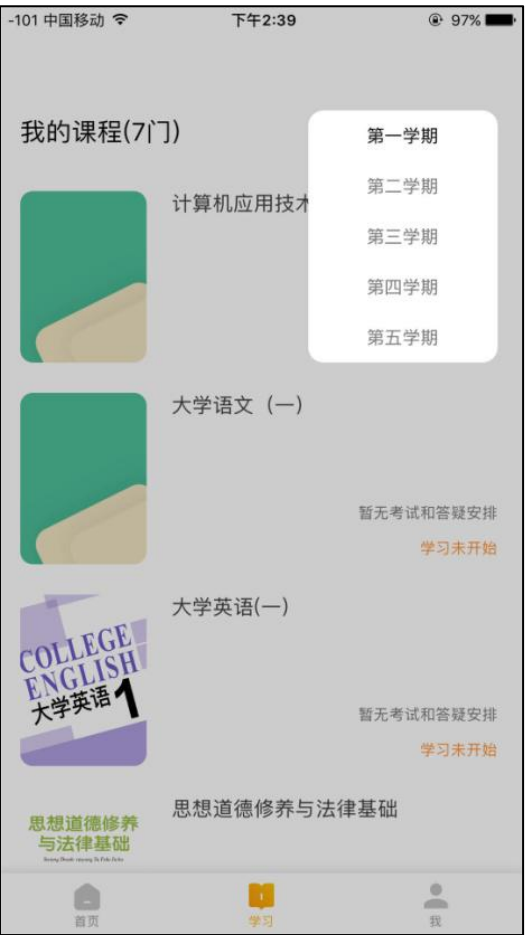 -101 中国移动 下午2:39 97%
我的课程(7门)
第一学期
第二学期
第三学期
第四学期
第五学期
计算机应用技术
大学语文（一）
暂无考试和答疑安排
学习未开始
COLLEGE
ENGLISH
大学英语1
大学英语(一)
暂无考试和答疑安排
学习未开始
思想道德修养
与法律基础
思想道德修养与法律基础
首页
学习
我